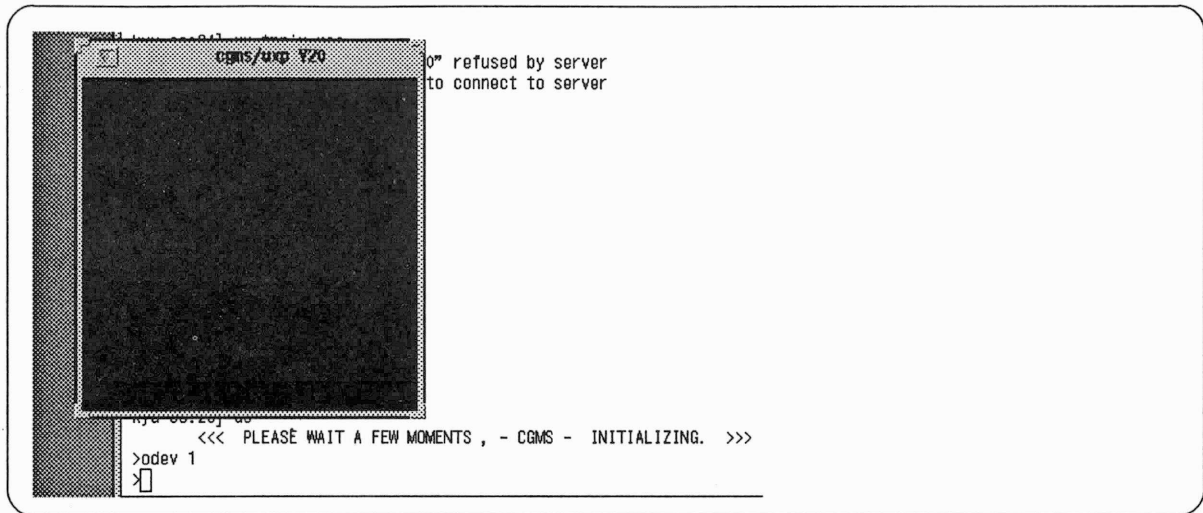 cgms/uxp V20
0" refused by server
to connect to server
<<< PLEASE WAIT A FEW MOMENTS , - CGMS - INITIALIZING. >>>
>odev 1
>